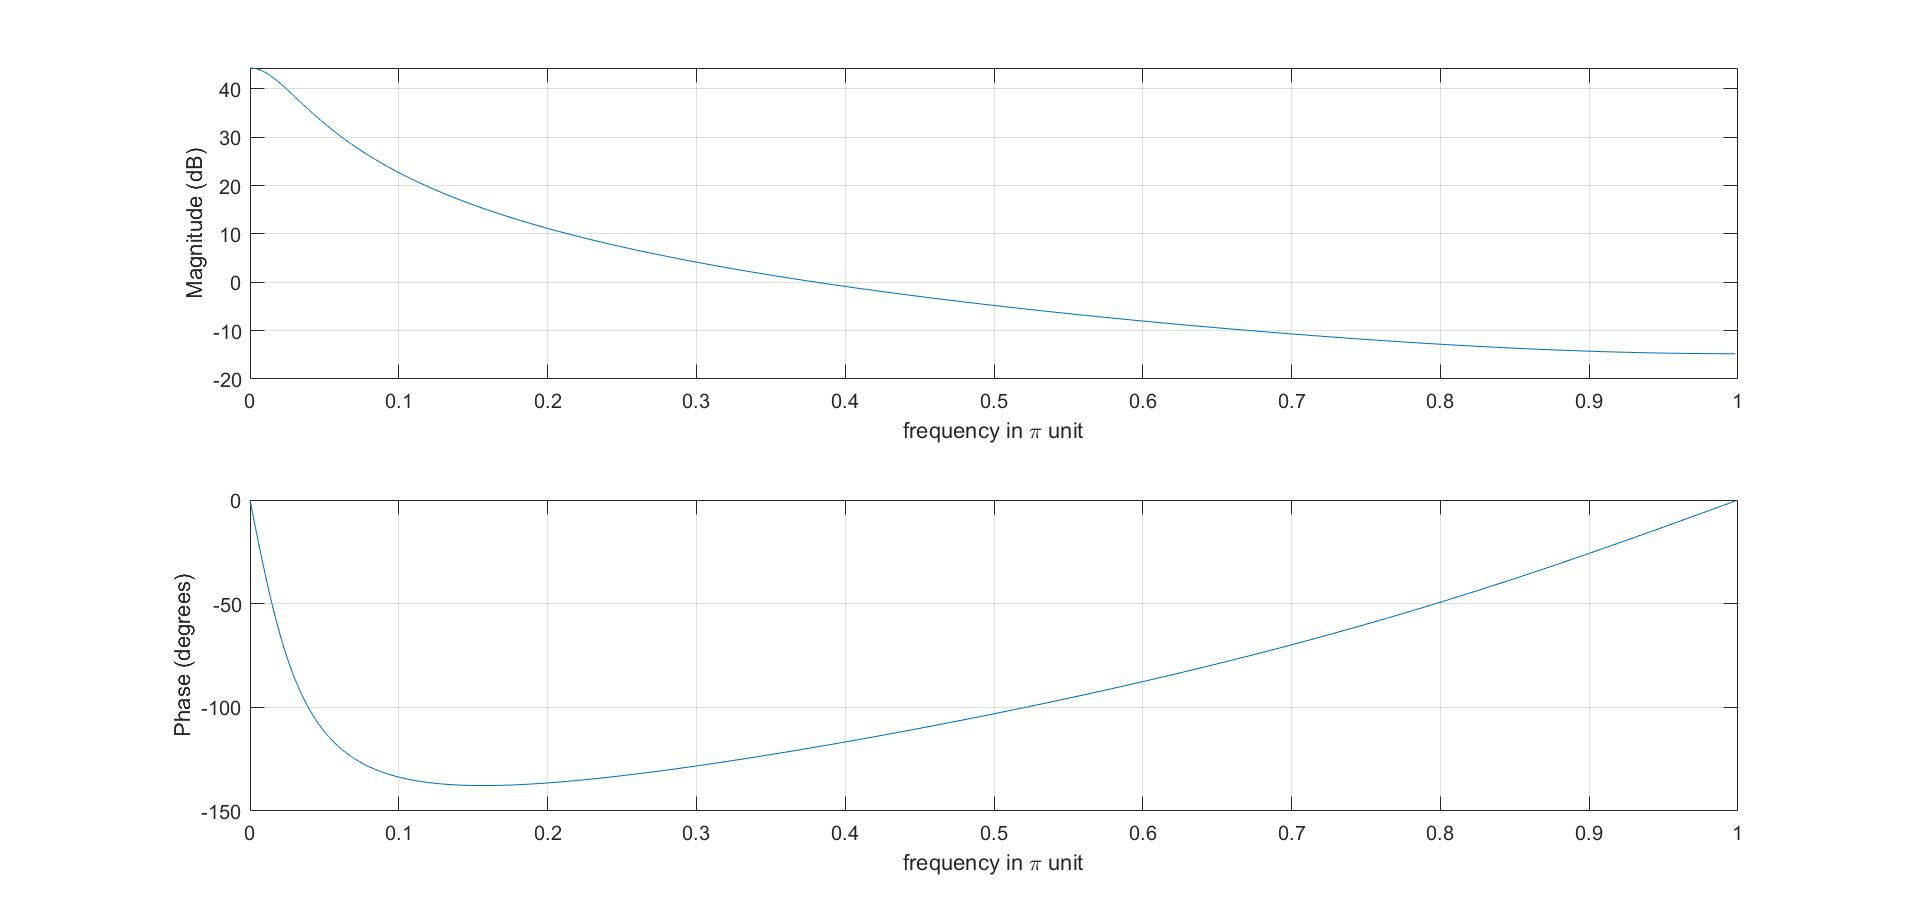 Magnitude (dB)
40
30
20
10
0
-10
-20
0 0.1 0.2 0.3 0.4 0.5 0.6 0.7 0.8 0.9 1
frequency in π unit
Phase (degrees)
0
-50
-100
-150
0 0.1 0.2 0.3 0.4 0.5 0.6 0.7 0.8 0.9 1
frequency in π unit